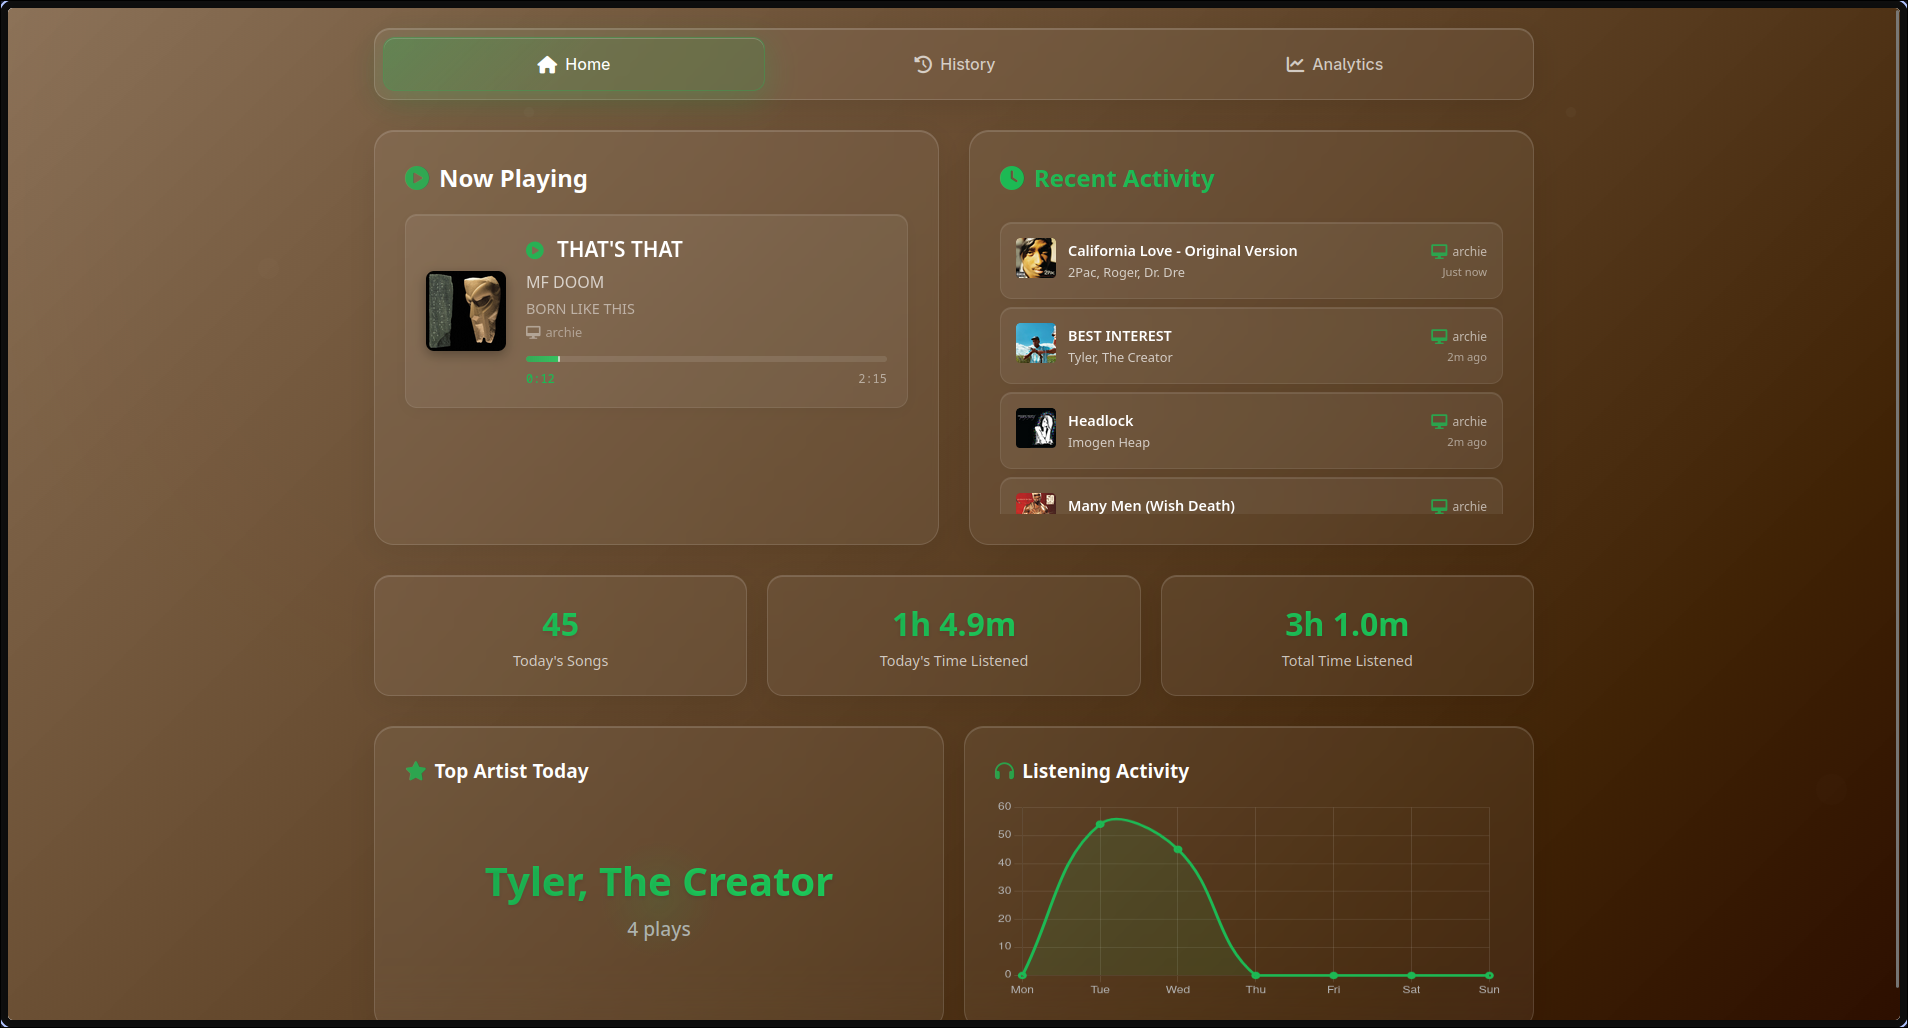 Home
History
Analytics
Now Playing
THAT'S THAT
MF DOOM
BORN LIKE THIS
archie
0:12
2:15
Recent Activity
California Love - Original Version
archie
2Pac, Roger, Dr. Dre
Just now
BEST INTEREST
archie
Tyler, The Creator
2m ago
Headlock
archie
Imogen Heap
2m ago
Many Men (Wish Death)
archie
45
Today's Songs
1h 4.9m
Today's Time Listened
3h 1.0m
Total Time Listened
Top Artist Today
Tyler, The Creator
4 plays
Listening Activity
60
50
40
30
20
10
0
Mon
Tue
Wed
Thu
Fri
Sat
Sun